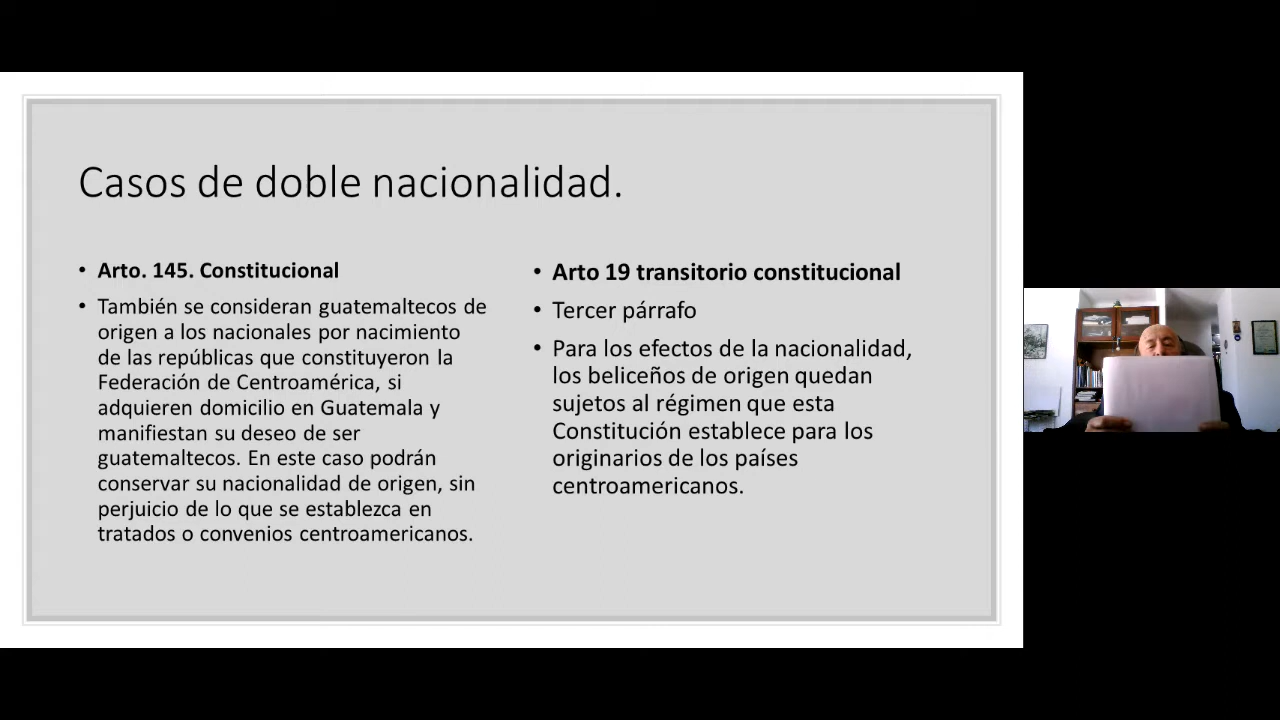 Casos de doble nacionalidad.
• Arto. 145. Constitucional
• También se consideran guatemaltecos de
origen a los nacionales por nacimiento
de las repúblicas que constituyeron la
Federación de Centroamérica, si
adquieren domicilio en Guatemala y
manifiestan su deseo de ser
guatemaltecos. En este caso podrán
conservar su nacionalidad de origen, sin
perjuicio de lo que se establezca en
tratados o convenios centroamericanos.
• Arto 19 transitorio constitucional
• Tercer párrafo
• Para los efectos de la nacionalidad,
los beliceños de origen quedan
sujetos al régimen que esta
Constitución establece para los
originarios de los países
centroamericanos.